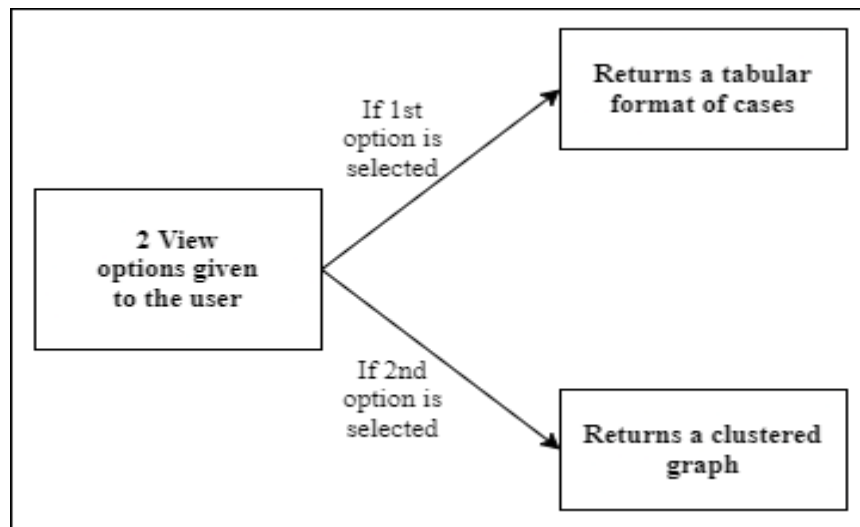 Returns a tabular
format of cases
If 1st
option is
selected
2 View
options given
to the user
If 2nd
option is
selected
Returns a clustered
graph